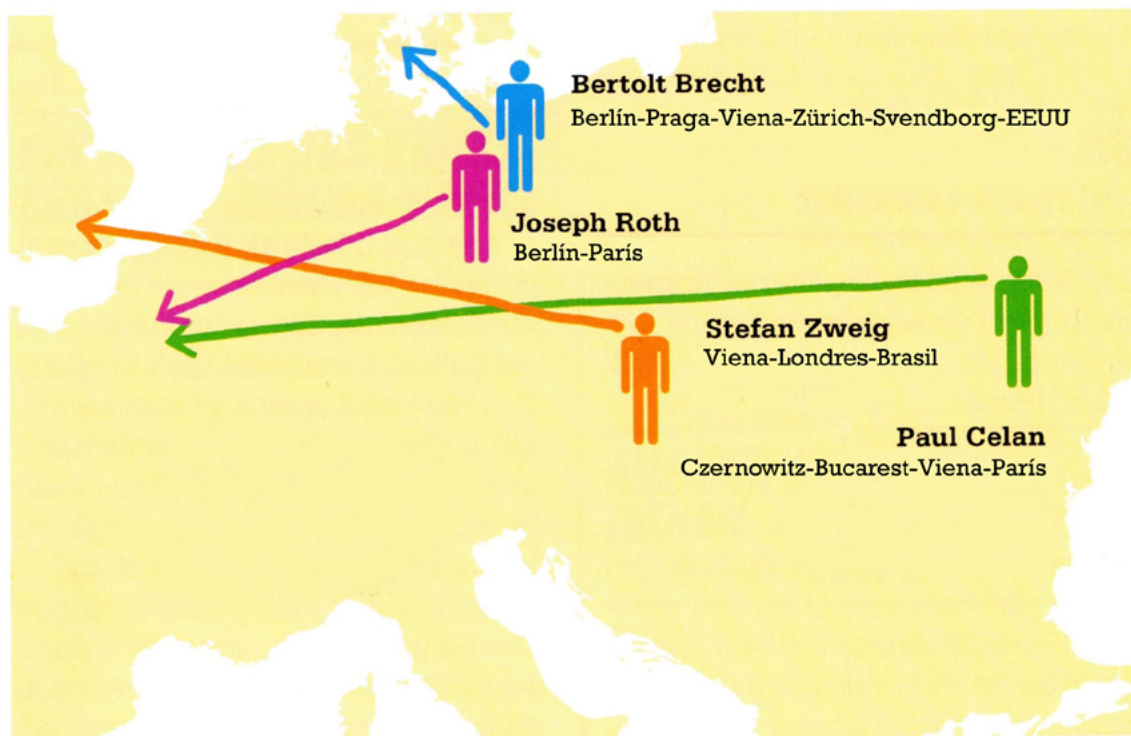 Bertolt Brecht
Berlín-Praga-Viena-Zürich-Svendborg-EEUU
Joseph Roth
Berlín-París
Stefan Zweig
Viena-Londres-Brasil
Paul Celan
Czernowitz-Bucarest-Viena-París